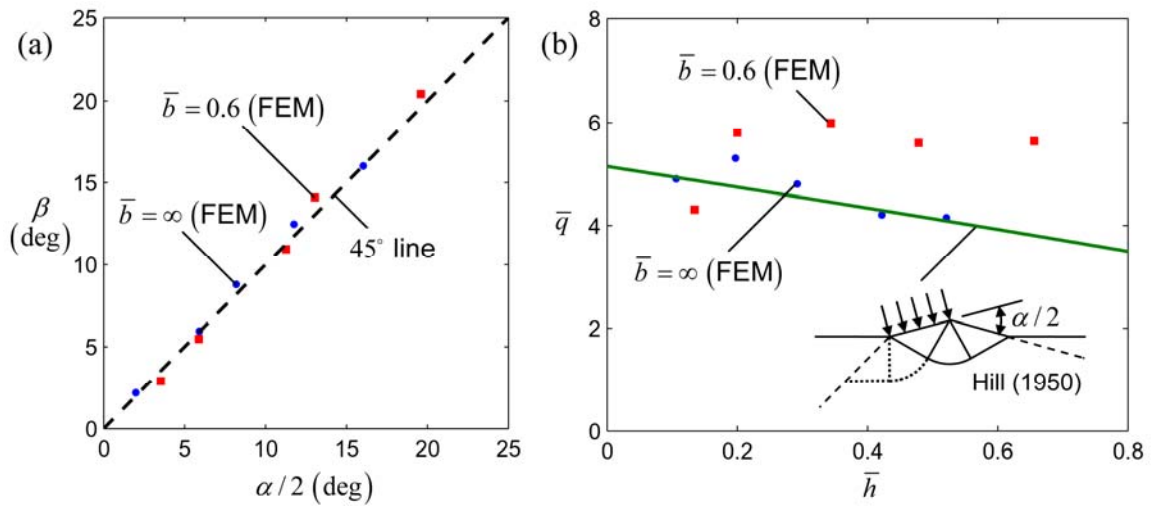 (a)
25
20
15
10
5
0
β
(deg)
b̅ = 0.6 (FEM)
b̅ = ∞ (FEM)
45° line
0 5 10 15 20 25
α / 2 (deg)
(b)
8
6
4
2
0
q̅
b̅ = 0.6 (FEM)
b̅ = ∞ (FEM)
α / 2
Hill (1950)
0 0.2 0.4 0.6 0.8
h̅